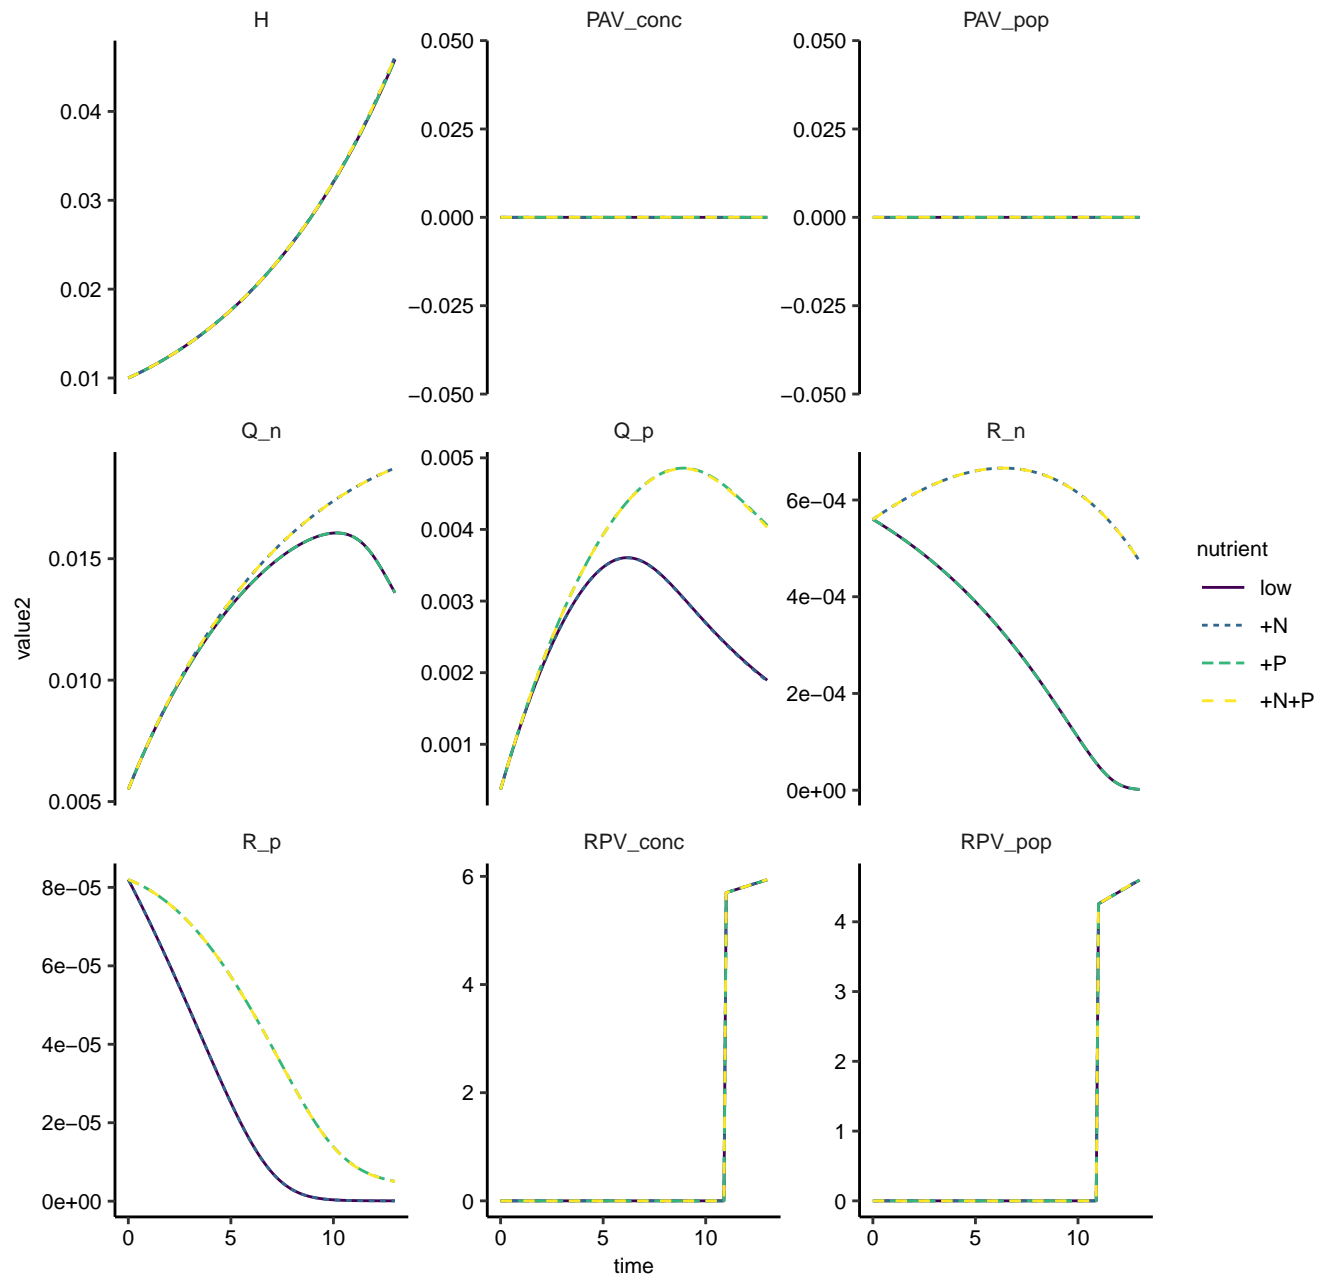 H
PAV_conc
PAV_pop
0.04
0.03
0.02
0.01
0.050
0.025
0.000
−0.025
−0.050
0.050
0.025
0.000
−0.025
−0.050
Q_n
Q_p
R_n
0.015
0.010
0.005
0.005
0.004
0.003
0.002
0.001
6e−04
4e−04
2e−04
0e+00
value2
nutrient
low
+N
+P
+N+P
R_p
RPV_conc
RPV_pop
8e−05
6e−05
4e−05
2e−05
0e+00
6
4
2
0
4
3
2
1
0
0 5 10
0 5 10
0 5 10
time